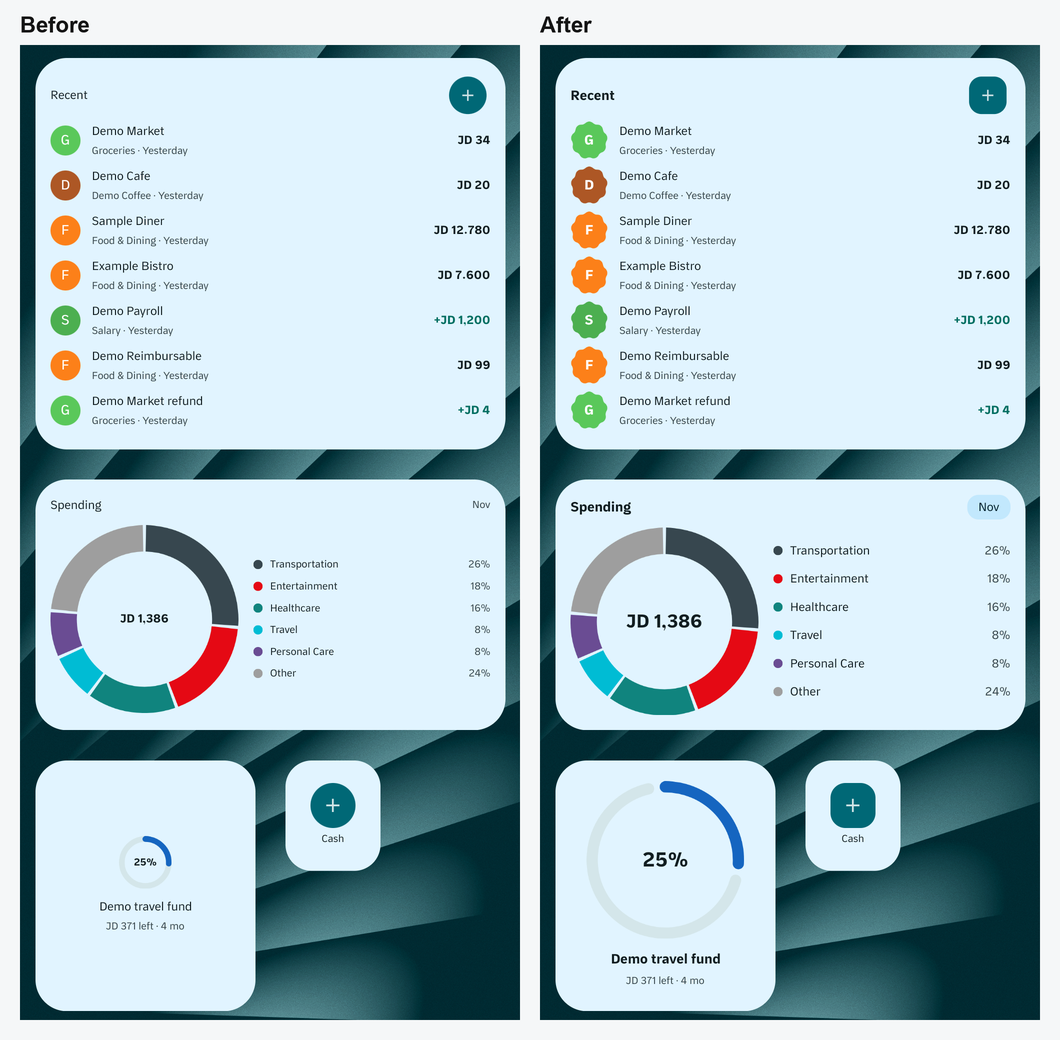 Before
Recent
+
G
Demo Market
Groceries · Yesterday
JD 34
D
Demo Cafe
Demo Coffee · Yesterday
JD 20
F
Sample Diner
Food & Dining · Yesterday
JD 12.780
F
Example Bistro
Food & Dining · Yesterday
JD 7.600
S
Demo Payroll
Salary · Yesterday
+JD 1,200
F
Demo Reimbursable
Food & Dining · Yesterday
JD 99
G
Demo Market refund
Groceries · Yesterday
+JD 4
Spending
Nov
JD 1,386
Transportation 26%
Entertainment 18%
Healthcare 16%
Travel 8%
Personal Care 8%
Other 24%
25%
Demo travel fund
JD 371 left · 4 mo
+
Cash
After
Recent
+
G
Demo Market
Groceries · Yesterday
JD 34
D
Demo Cafe
Demo Coffee · Yesterday
JD 20
F
Sample Diner
Food & Dining · Yesterday
JD 12.780
F
Example Bistro
Food & Dining · Yesterday
JD 7.600
S
Demo Payroll
Salary · Yesterday
+JD 1,200
F
Demo Reimbursable
Food & Dining · Yesterday
JD 99
G
Demo Market refund
Groceries · Yesterday
+JD 4
Spending
Nov
JD 1,386
Transportation 26%
Entertainment 18%
Healthcare 16%
Travel 8%
Personal Care 8%
Other 24%
25%
Demo travel fund
JD 371 left · 4 mo
+
Cash